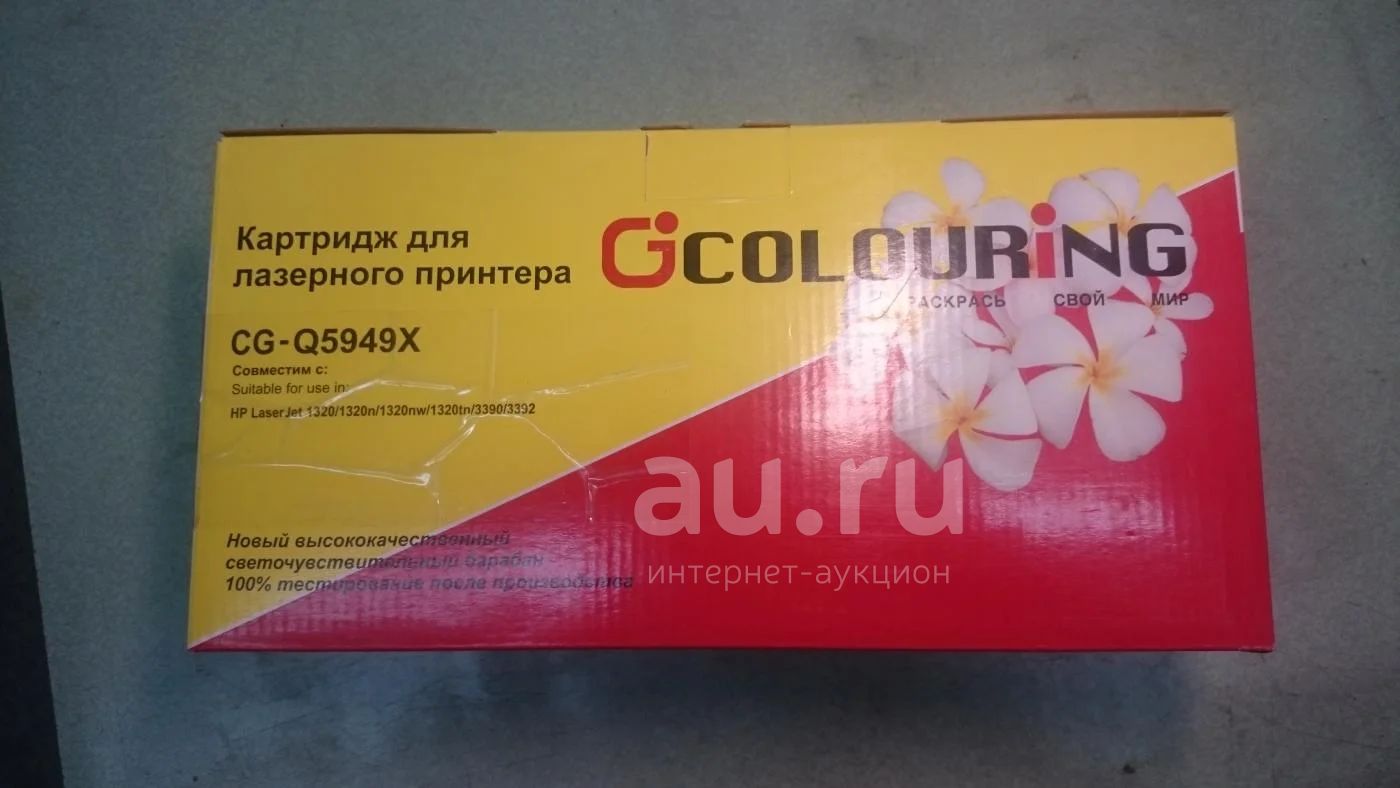 Картридж для
лазерного принтера
COLOURiNG
РАСКРАСЬ СВОЙ МИР
CG-Q5949X
Совместим с:
Suitable for use in:
HP LaserJet 1320/1320n/1320nw/1320tn/3390/3392
Новый высококачественный
светочувствительный барабан
100% тестирование после производства
au.ru
интернет-аукцион